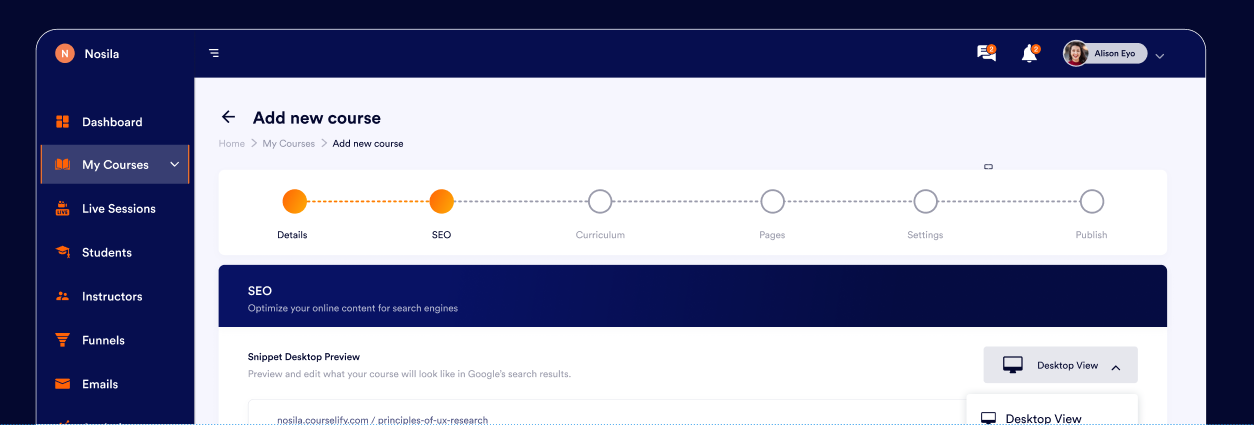 N Nosila
2
2
Alison Eyo
Dashboard
My Courses
LIVE Live Sessions
Students
Instructors
Funnels
Emails
Add new course
Home > My Courses > Add new course
Details SEO Curriculum Pages Settings Publish
SEO
Optimize your online content for search engines
Snippet Desktop Preview
Preview and edit what your course will look like in Google's search results.
Desktop View
nosila.courselify.com / principles-of-ux-research
Desktop View